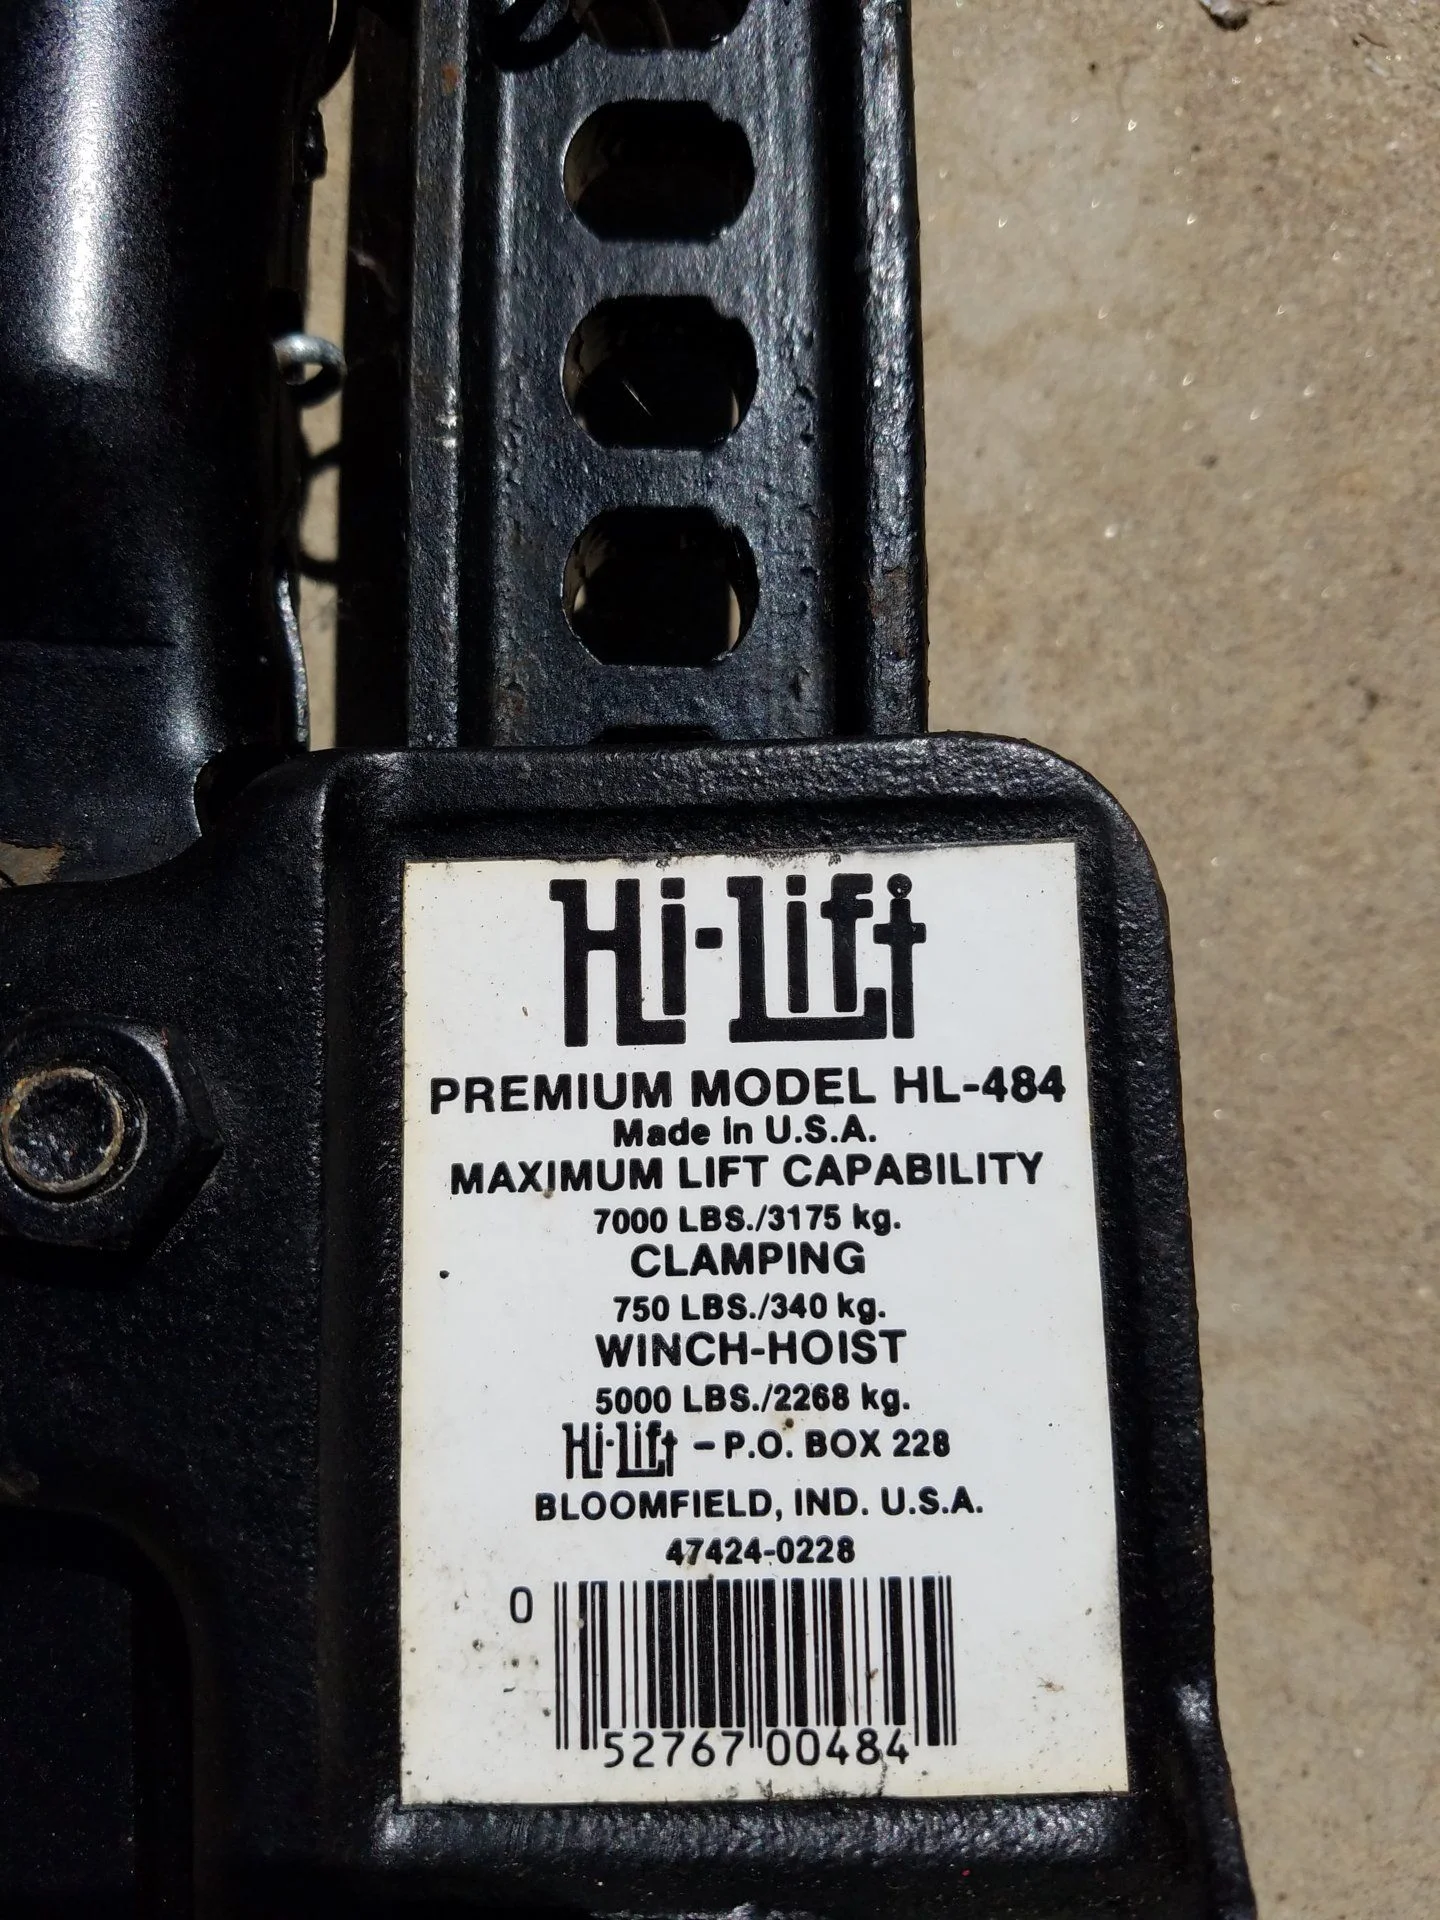 Hi-Lift
PREMIUM MODEL HL-484
Made in U.S.A.
MAXIMUM LIFT CAPABILITY
7000 LBS./3175 kg.
CLAMPING
750 LBS./340 kg.
WINCH-HOIST
5000 LBS./2268 kg.
Hi-Lift – P.O. BOX 228
BLOOMFIELD, IND. U.S.A.
47424-0228
0 52767 00484